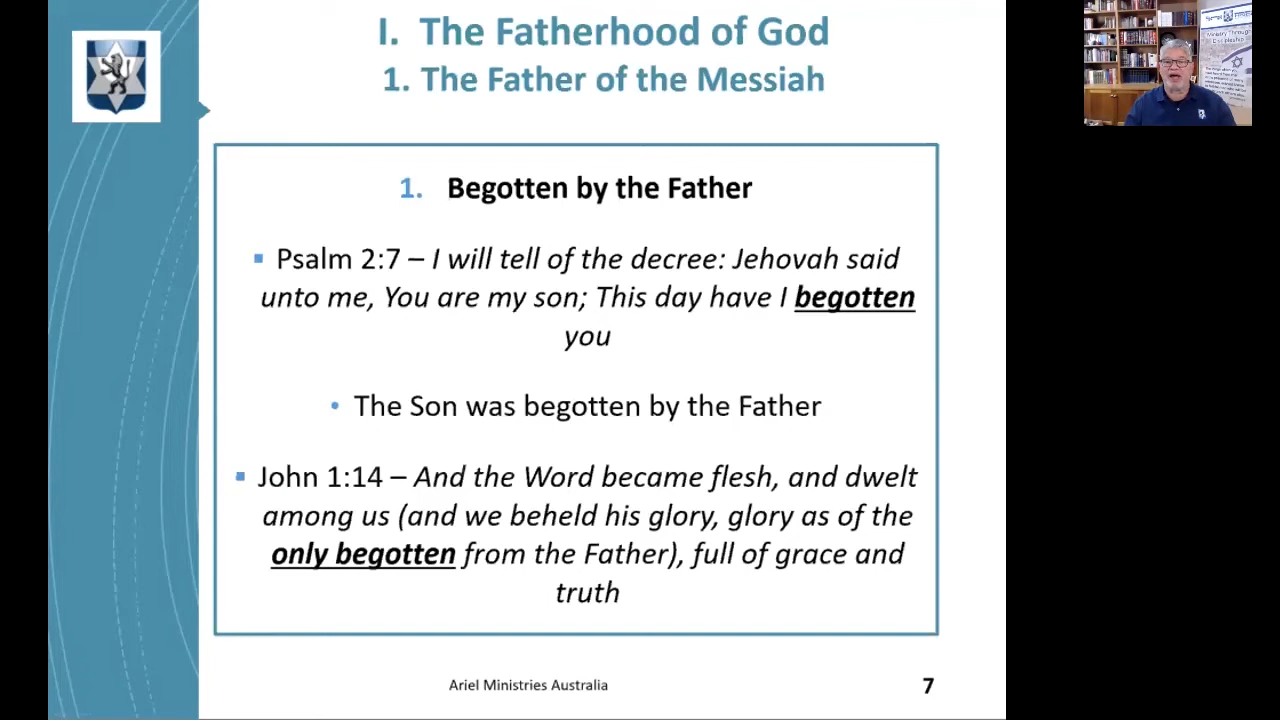 I. The Fatherhood of God
1. The Father of the Messiah
1. Begotten by the Father
▪ Psalm 2:7 – I will tell of the decree: Jehovah said
unto me, You are my son; This day have I begotten
you
• The Son was begotten by the Father
▪ John 1:14 – And the Word became flesh, and dwelt
among us (and we beheld his glory, glory as of the
only begotten from the Father), full of grace and
truth
Ariel Ministries Australia
7
Ministry Through
Discipleship